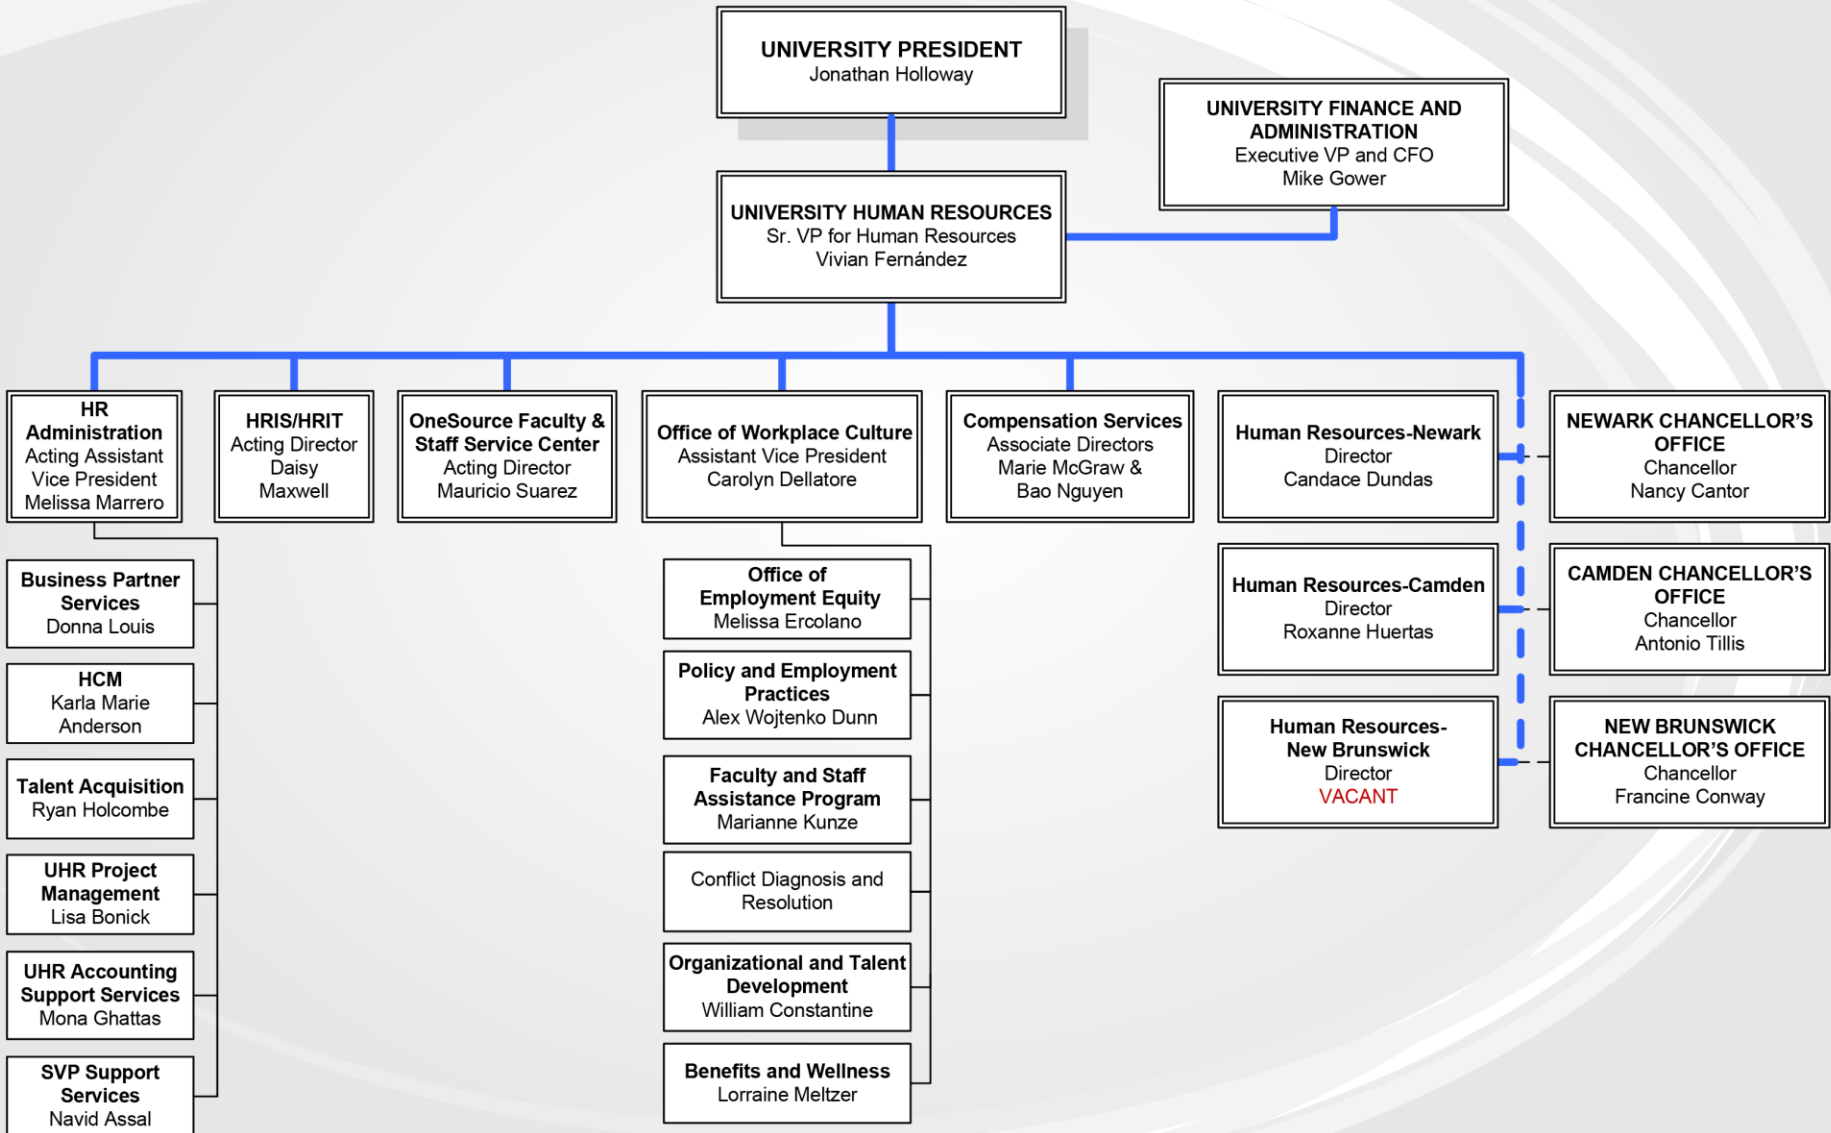 UNIVERSITY PRESIDENT
Jonathan Holloway
UNIVERSITY FINANCE AND
ADMINISTRATION
Executive VP and CFO
Mike Gower
UNIVERSITY HUMAN RESOURCES
Sr. VP for Human Resources
Vivian Fernández
HR
Administration
Acting Assistant
Vice President
Melissa Marrero
HRIS/HRIT
Acting Director
Daisy
Maxwell
OneSource Faculty &
Staff Service Center
Acting Director
Mauricio Suarez
Office of Workplace Culture
Assistant Vice President
Carolyn Dellatore
Compensation Services
Associate Directors
Marie McGraw &
Bao Nguyen
Human Resources-Newark
Director
Candace Dundas
NEWARK CHANCELLOR’S
OFFICE
Chancellor
Nancy Cantor
Business Partner
Services
Donna Louis
HCM
Karla Marie
Anderson
Talent Acquisition
Ryan Holcombe
UHR Project
Management
Lisa Bonick
UHR Accounting
Support Services
Mona Ghattas
SVP Support
Services
Navid Assal
Office of
Employment Equity
Melissa Ercolano
Policy and Employment
Practices
Alex Wojtenko Dunn
Faculty and Staff
Assistance Program
Marianne Kunze
Conflict Diagnosis and
Resolution
Organizational and Talent
Development
William Constantine
Benefits and Wellness
Lorraine Meltzer
Human Resources-Camden
Director
Roxanne Huertas
CAMDEN CHANCELLOR’S
OFFICE
Chancellor
Antonio Tillis
Human Resources-
New Brunswick
Director
VACANT
NEW BRUNSWICK
CHANCELLOR’S OFFICE
Chancellor
Francine Conway